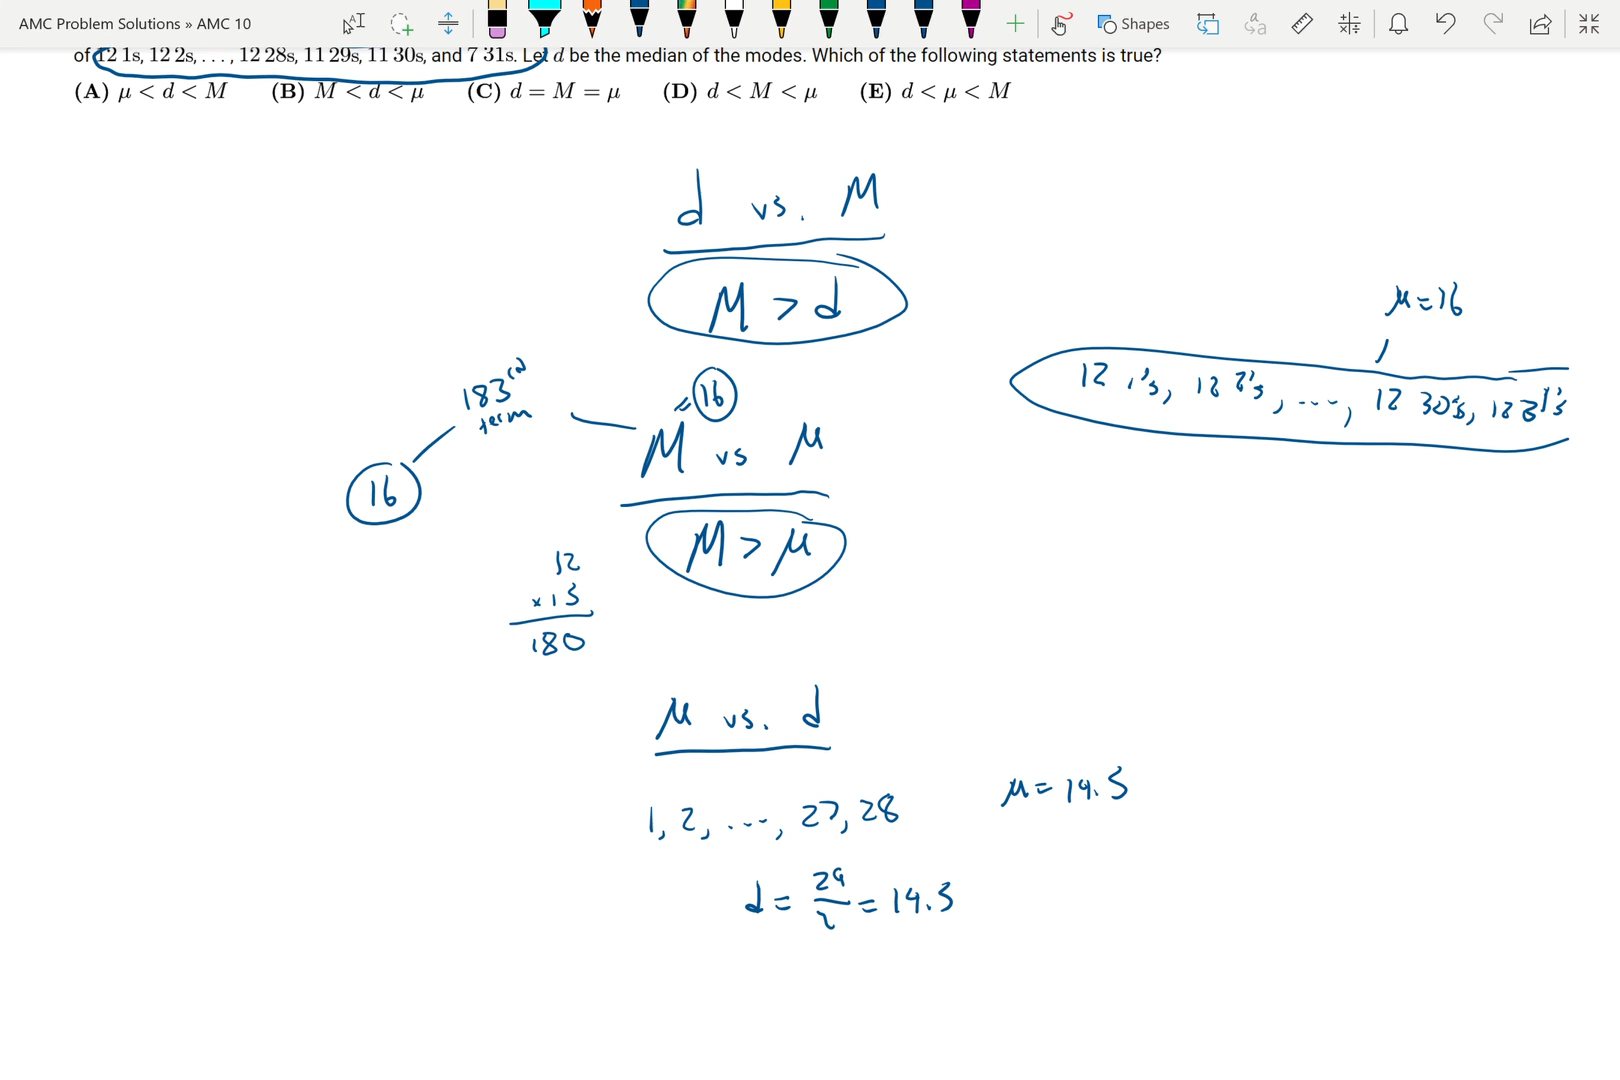 AMC Problem Solutions » AMC 10
Shapes
of 12 1s, 12 2s, . . . , 12 28s, 11 29s, 11 30s, and 7 31s. Let d be the median of the modes. Which of the following statements is true?
(A) μ < d < M (B) M < d < μ (C) d = M = μ (D) d < M < μ (E) d < μ < M
d vs. M
M > d
μ = 16
12 1's, 12 2's, ..., 12 30's, 12 31's
183rd
term
≈ 16
M vs μ
16
M > μ
12
× 15
180
μ vs. d
1, 2, ..., 27, 28
μ = 14.5
d = 29/2 = 14.5